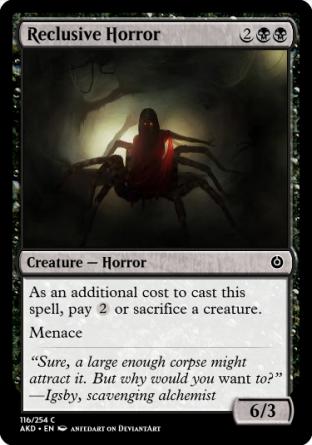 Reclusive Horror 2
Creature — Horror
As an additional cost to cast this
spell, pay 2 or sacrifice a creature.
Menace
“Sure, a large enough corpse might
attract it. But why would you want to?”
—Igsby, scavenging alchemist
6/3
116/254 C
AKD • EN ANTEDART ON DEVIANTART